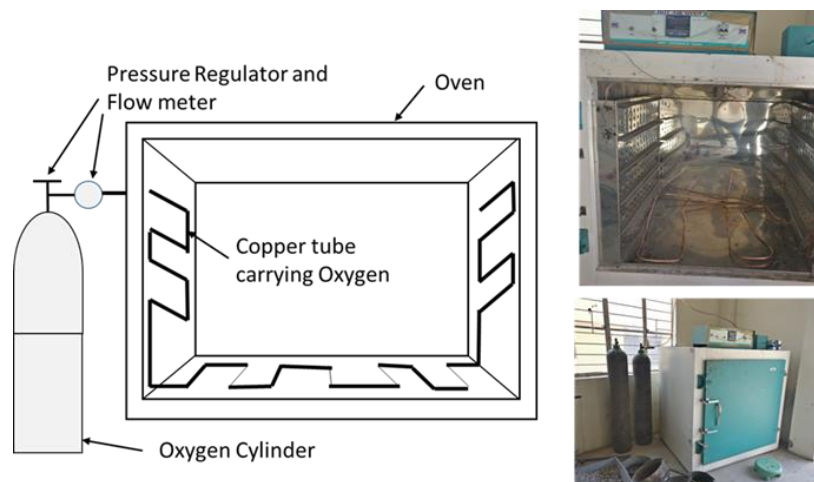 Pressure Regulator and
Flow meter
Oven
Copper tube
carrying Oxygen
Oxygen Cylinder